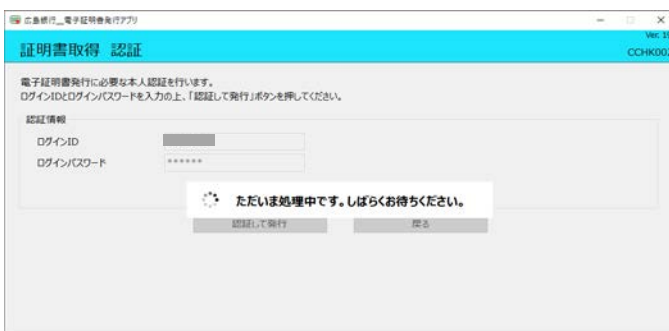 広島銀行__電子証明書発行アプリ
Ver. 19
証明書取得 認証
CCHK002
電子証明書発行に必要な本人認証を行います。
ログインIDとログインパスワードを入力の上、「認証して発行」ボタンを押してください。
認証情報
ログインID
ログインパスワード ******
ただいま処理中です。しばらくお待ちください。
認証して発行 戻る